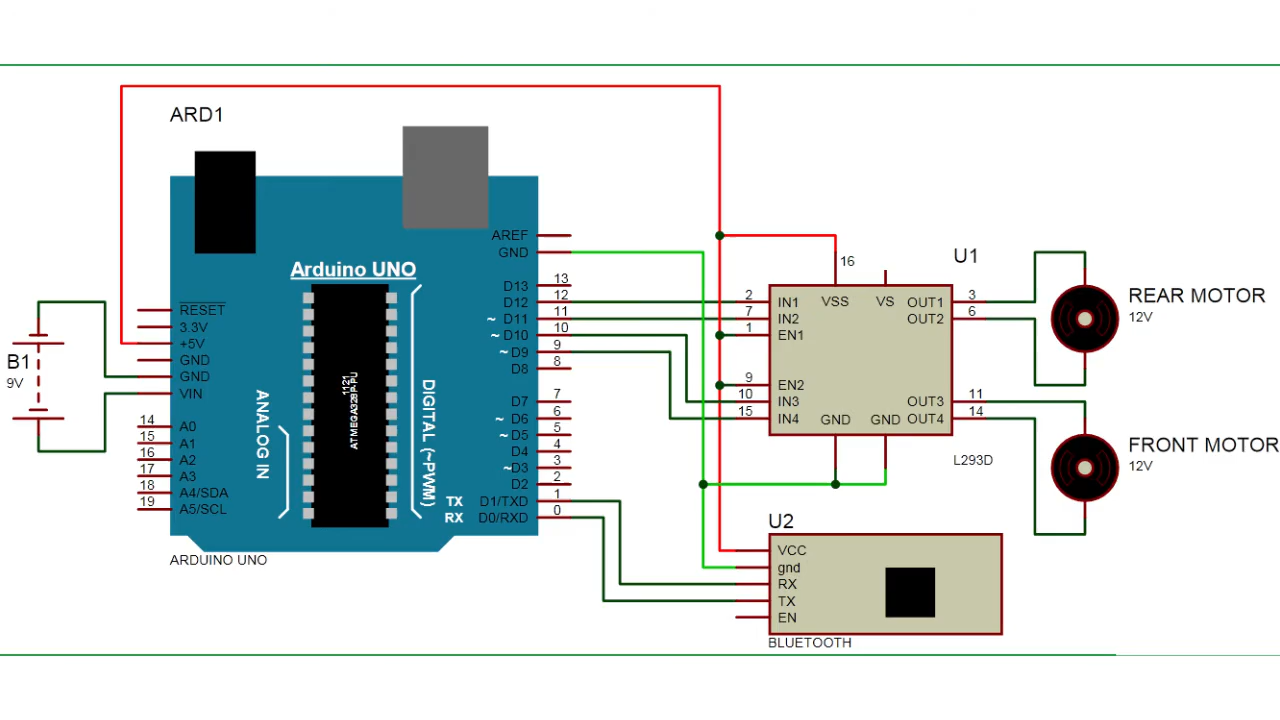 ARD1
Arduino UNO
1121
ATMEGA328P-PU
ANALOG IN
DIGITAL (~PWM)
RESET
3.3V
+5V
GND
GND
VIN
14 A0
15 A1
16 A2
17 A3
18 A4/SDA
19 A5/SCL
AREF
GND
D13 13
D12 12
~ D11 11
~ D10 10
~ D9 9
D8 8
D7 7
~ D6 6
~ D5 5
D4 4
~D3 3
D2 2
TX D1/TXD 1
RX D0/RXD 0
ARDUINO UNO
B1
9V
U1
16
VSS VS
2 IN1
7 IN2
1 EN1
9 EN2
10 IN3
15 IN4
OUT1 3
OUT2 6
OUT3 11
OUT4 14
GND GND
L293D
REAR MOTOR
12V
FRONT MOTOR
12V
U2
VCC
gnd
RX
TX
EN
BLUETOOTH